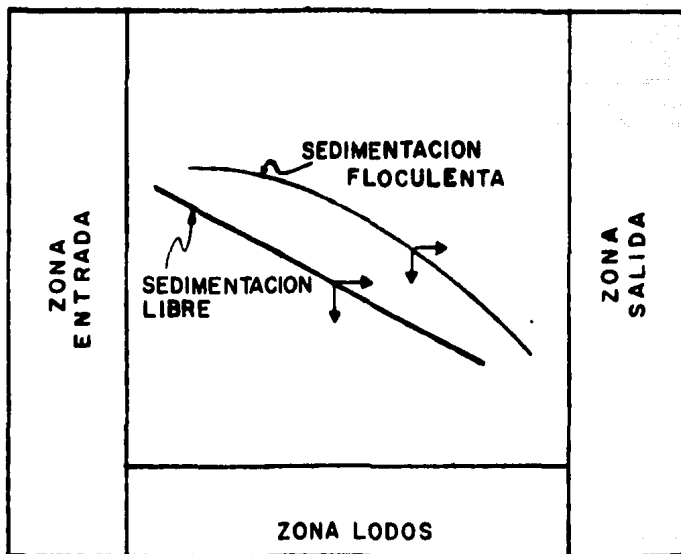 SEDIMENTACION
FLOCULENTA
SEDIMENTACION
LIBRE
ZONA
ENTRADA
ZONA
SALIDA
ZONA LODOS